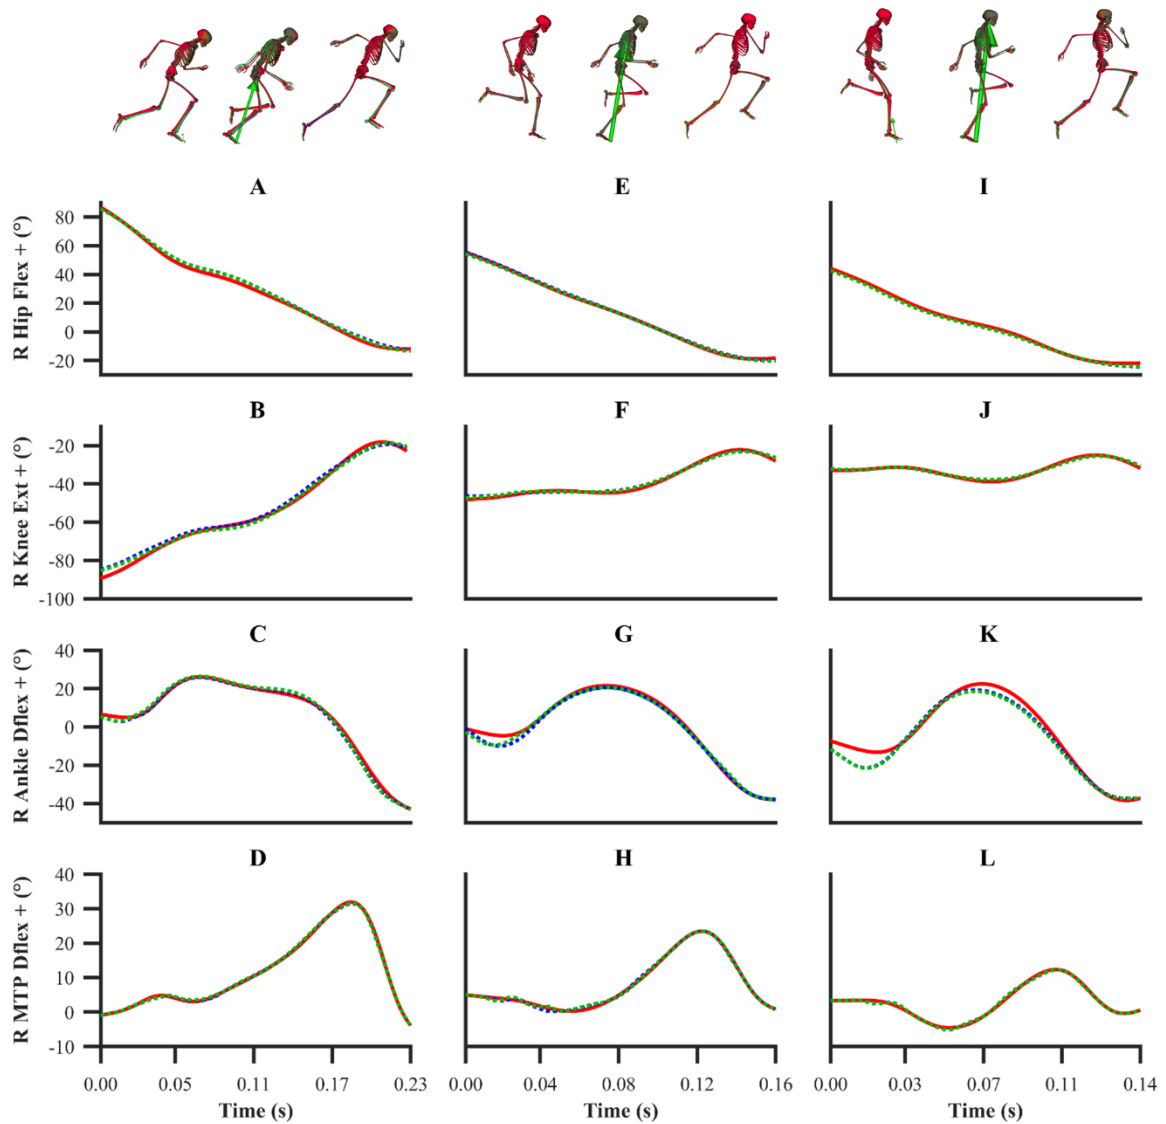 A E I
R Hip Flex + (°)
80
60
40
20
0
-20
B F J
R Knee Ext + (°)
-20
-40
-60
-80
-100
C G K
R Ankle Dflex + (°)
40
20
0
-20
-40
D H L
R MTP Dflex + (°)
40
30
20
10
0
-10
0.00 0.05 0.11 0.17 0.23 0.00 0.04 0.08 0.12 0.16 0.00 0.03 0.07 0.11 0.14
Time (s) Time (s) Time (s)